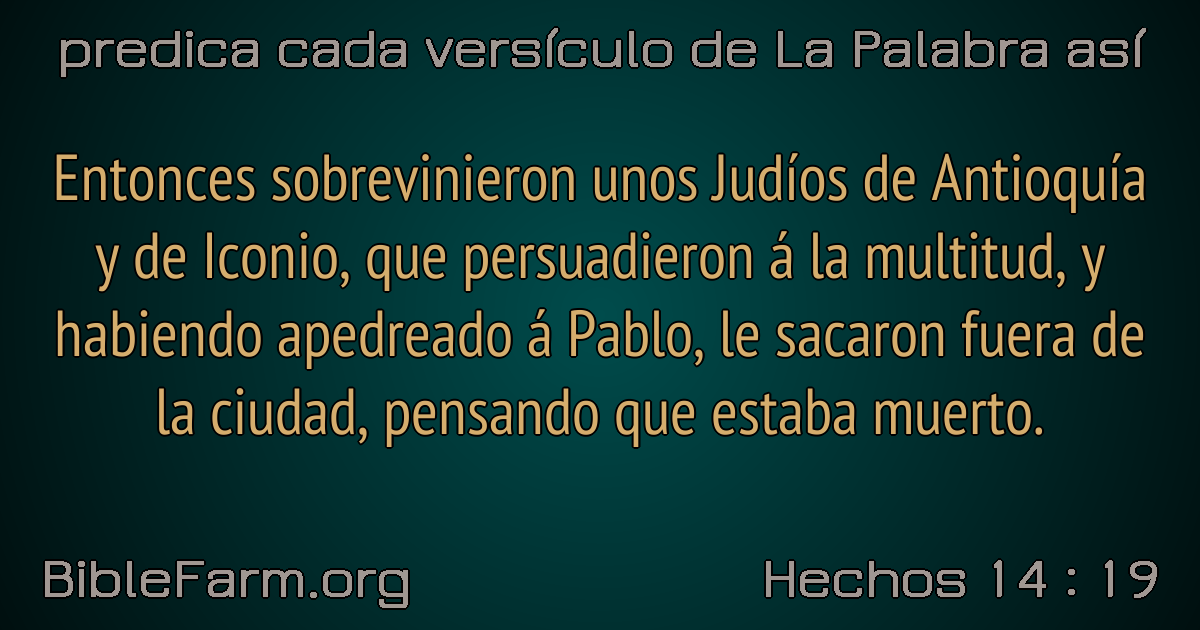 predica cada versículo de La Palabra así
Entonces sobrevinieron unos Judíos de Antioquía
y de Iconio, que persuadieron á la multitud, y
habiendo apedreado á Pablo, le sacaron fuera de
la ciudad, pensando que estaba muerto.
BibleFarm.org
Hechos 14 : 19